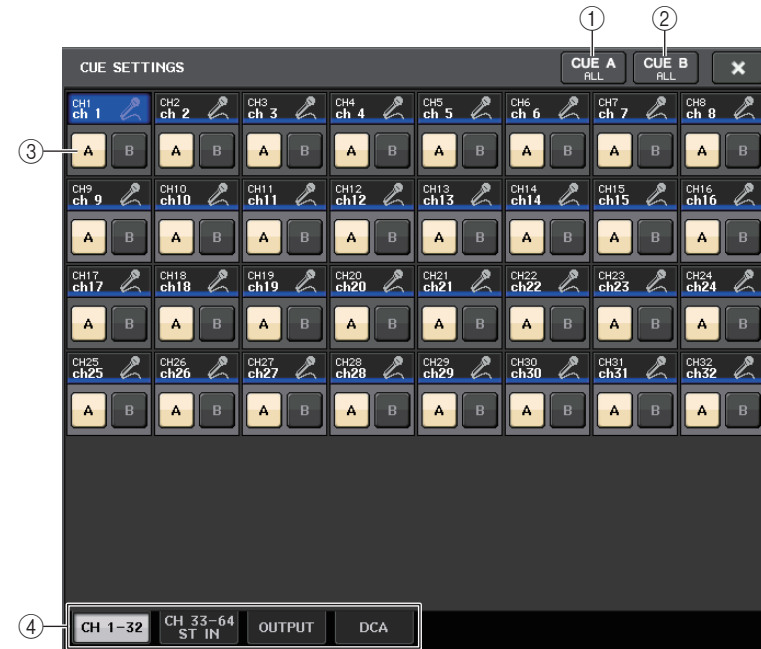 ① ②
CUE SETTINGS CUE A ALL CUE B ALL ×
CH1 CH2 CH3 CH4 CH5 CH6 CH7 CH8
ch 1 ch 2 ch 3 ch 4 ch 5 ch 6 ch 7 ch 8
③ A B A B A B A B A B A B A B A B
CH9 CH10 CH11 CH12 CH13 CH14 CH15 CH16
ch 9 ch10 ch11 ch12 ch13 ch14 ch15 ch16
A B A B A B A B A B A B A B A B
CH17 CH18 CH19 CH20 CH21 CH22 CH23 CH24
ch17 ch18 ch19 ch20 ch21 ch22 ch23 ch24
A B A B A B A B A B A B A B A B
CH25 CH26 CH27 CH28 CH29 CH30 CH31 CH32
ch25 ch26 ch27 ch28 ch29 ch30 ch31 ch32
A B A B A B A B A B A B A B A B
④ CH 1-32 CH 33-64 ST IN OUTPUT DCA